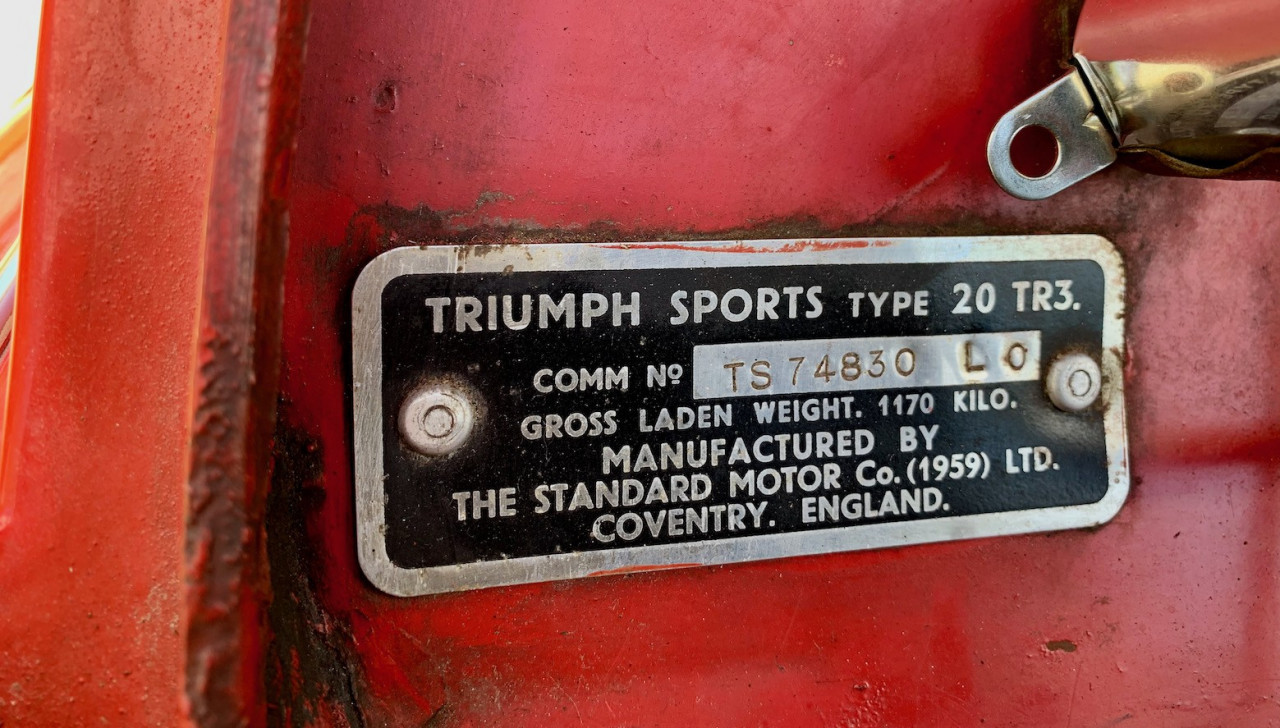 TRIUMPH SPORTS TYPE 20 TR3.
COMM Nº TS 74830 L O
GROSS LADEN WEIGHT. 1170 KILO.
MANUFACTURED BY
THE STANDARD MOTOR Co. (1959) LTD.
COVENTRY. ENGLAND.